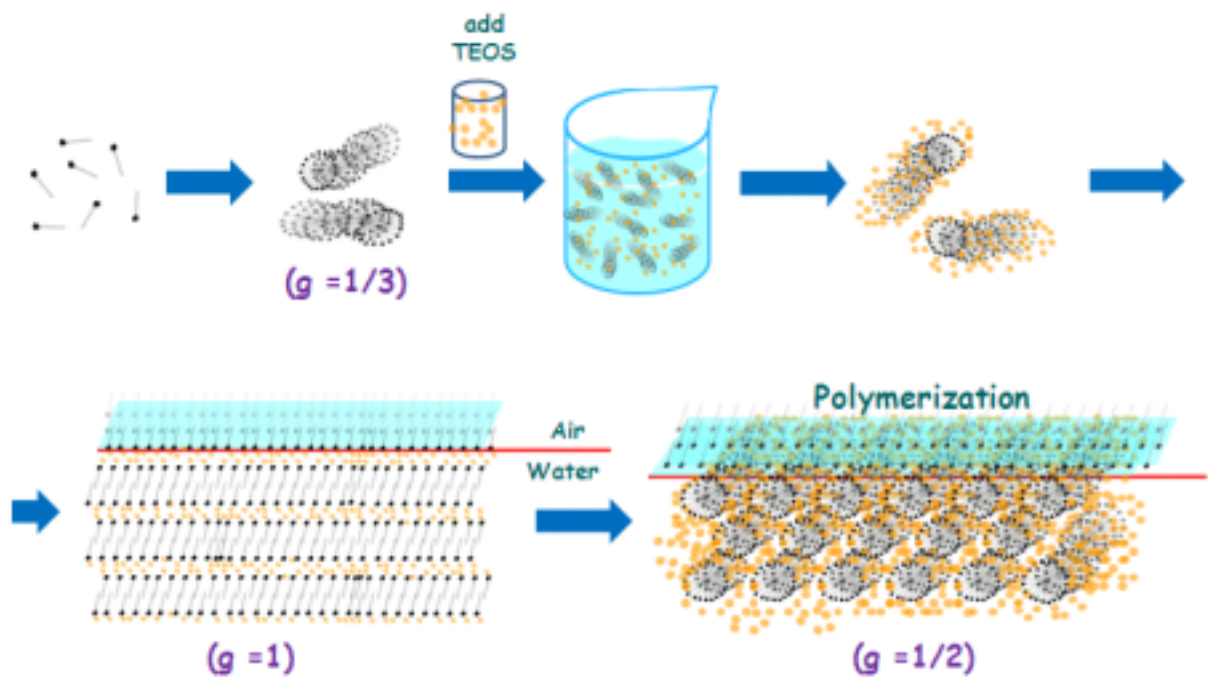 add
TEOS
(g =1/3)
Polymerization
Air
Water
(g =1)
(g =1/2)